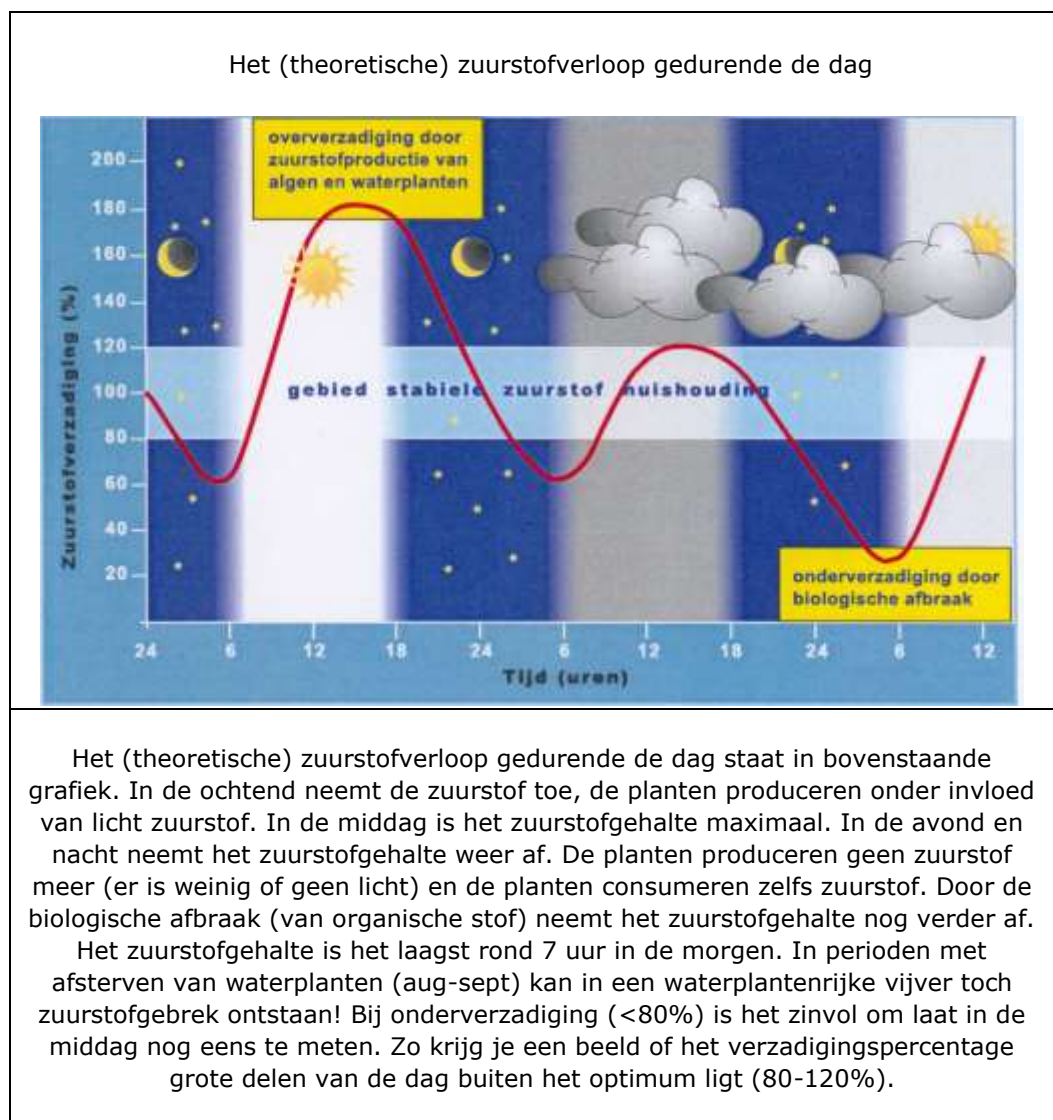 Het (theoretische) zuurstofverloop gedurende de dag
oververzadiging door
zuurstofproductie van
algen en waterplanten
200
180
160
140
120
100
80
60
40
20
Zuurstofverzadiging (%)
gebied stabiele zuurstof huishouding
onderverzadiging door
biologische afbraak
24 6 12 18 24 6 12 18 24 6 12
Tijd (uren)
Het (theoretische) zuurstofverloop gedurende de dag staat in bovenstaande
grafiek. In de ochtend neemt de zuurstof toe, de planten produceren onder invloed
van licht zuurstof. In de middag is het zuurstofgehalte maximaal. In de avond en
nacht neemt het zuurstofgehalte weer af. De planten produceren geen zuurstof
meer (er is weinig of geen licht) en de planten consumeren zelfs zuurstof. Door de
biologische afbraak (van organische stof) neemt het zuurstofgehalte nog verder af.
Het zuurstofgehalte is het laagst rond 7 uur in de morgen. In perioden met
afsterven van waterplanten (aug-sept) kan in een waterplantenrijke vijver toch
zuurstofgebrek ontstaan! Bij onderverzadiging (<80%) is het zinvol om laat in de
middag nog eens te meten. Zo krijg je een beeld of het verzadigingspercentage
grote delen van de dag buiten het optimum ligt (80-120%).